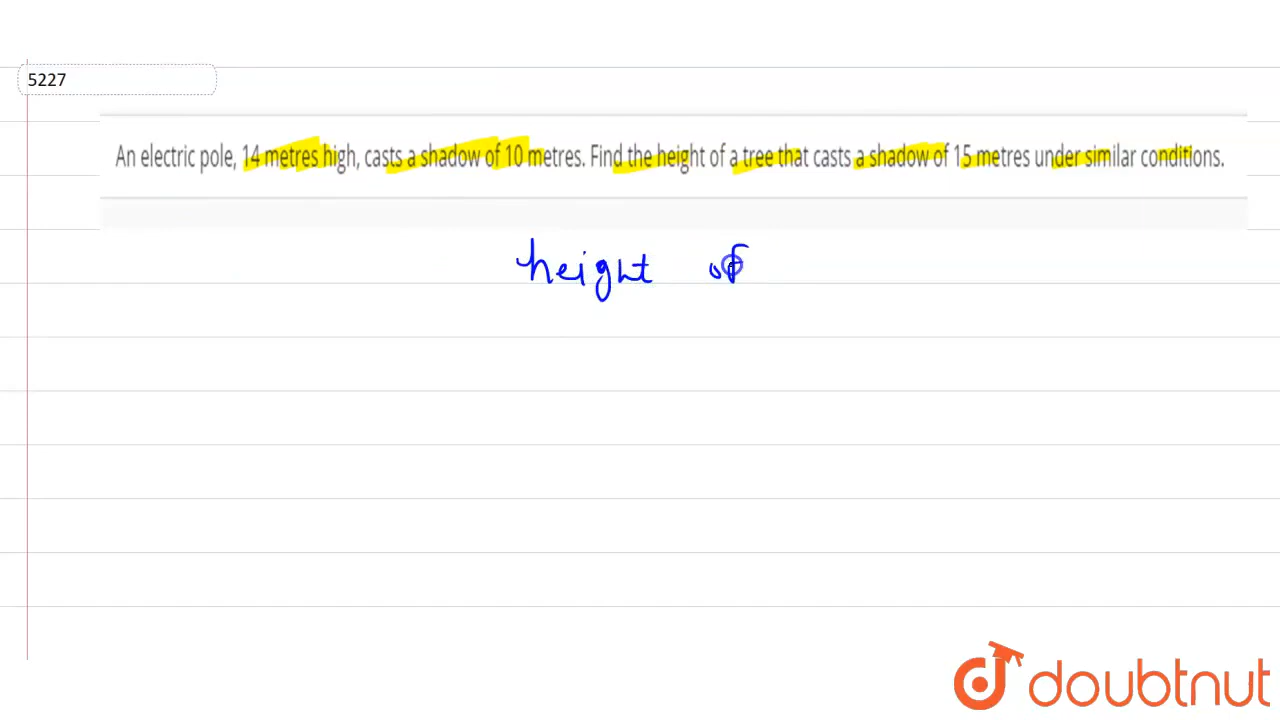 5227
An electric pole, 14 metres high, casts a shadow of 10 metres. Find the height of a tree that casts a shadow of 15 metres under similar conditions.
height of
doubtnut